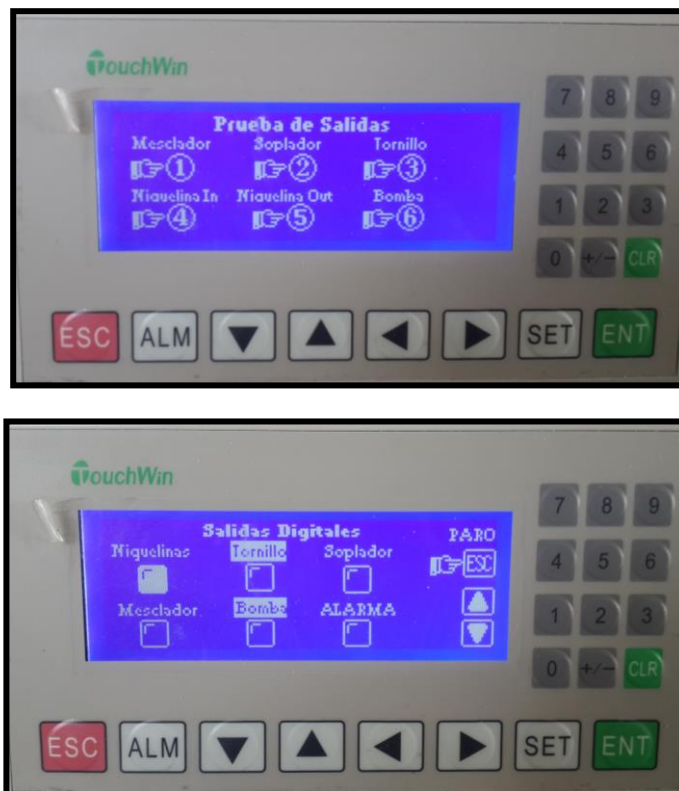 TouchWin
Prueba de Salidas
Mesclador Soplador Tornillo
1 2 3
Niquelina In Niquelina Out Bomba
4 5 6
7 8 9
4 5 6
1 2 3
0 +/- CLR
ESC ALM SET ENT
TouchWin
Salidas Digitales PARO
Niquelinas Tornillo Soplador
ESC
Mesclador Bomba ALARMA
7 8 9
4 5 6
1 2 3
0 +/- CLR
ESC ALM SET ENT